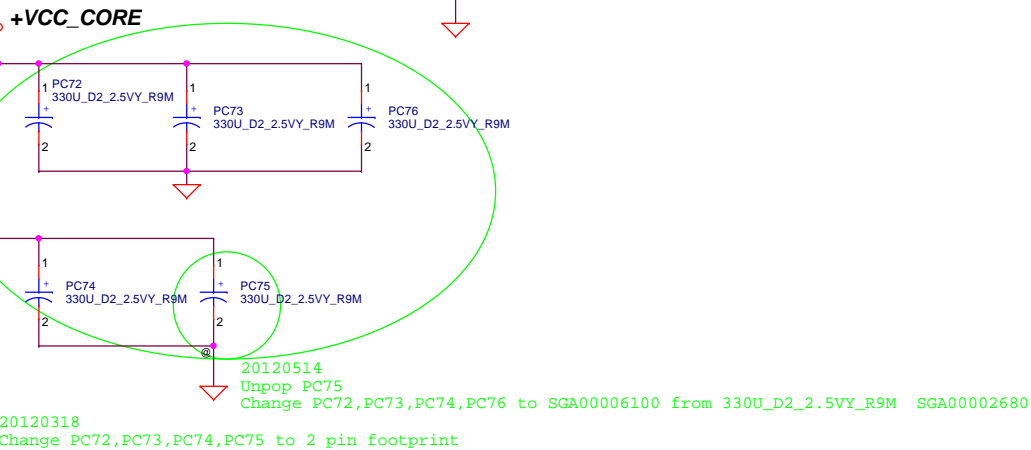 +VCC_CORE
1
PC72
330U_D2_2.5VY_R9M
+
2
1
+
PC73
330U_D2_2.5VY_R9M
2
1
+
PC76
330U_D2_2.5VY_R9M
2
1
+
PC74
330U_D2_2.5VY_R9M
2
1
+
PC75
330U_D2_2.5VY_R9M
2
@
20120514
Unpop PC75
Change PC72,PC73,PC74,PC76 to SGA00006100 from 330U_D2_2.5VY_R9M SGA00002680
20120318
Change PC72,PC73,PC74,PC75 to 2 pin footprint